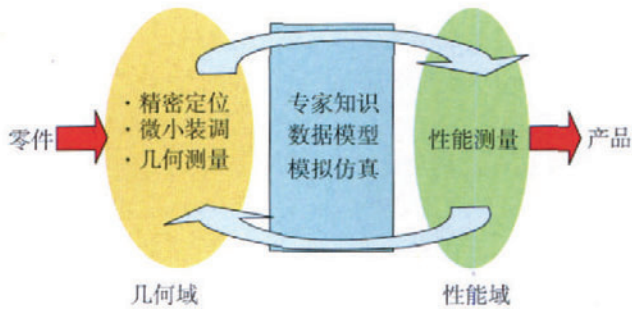 零件
· 精密定位
· 微小装调
· 几何测量
专家知识
数据模型
模拟仿真
性能测量
产品
几何域
性能域